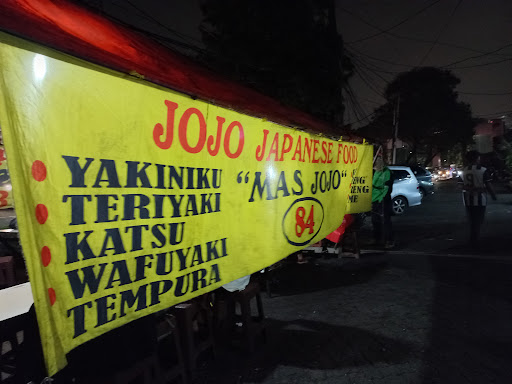 JOJO JAPANESE FOOD
"MAS JOJO"
84
YAKINIKU
TERIYAKI
KATSU
WAFUYAKI
TEMPURA